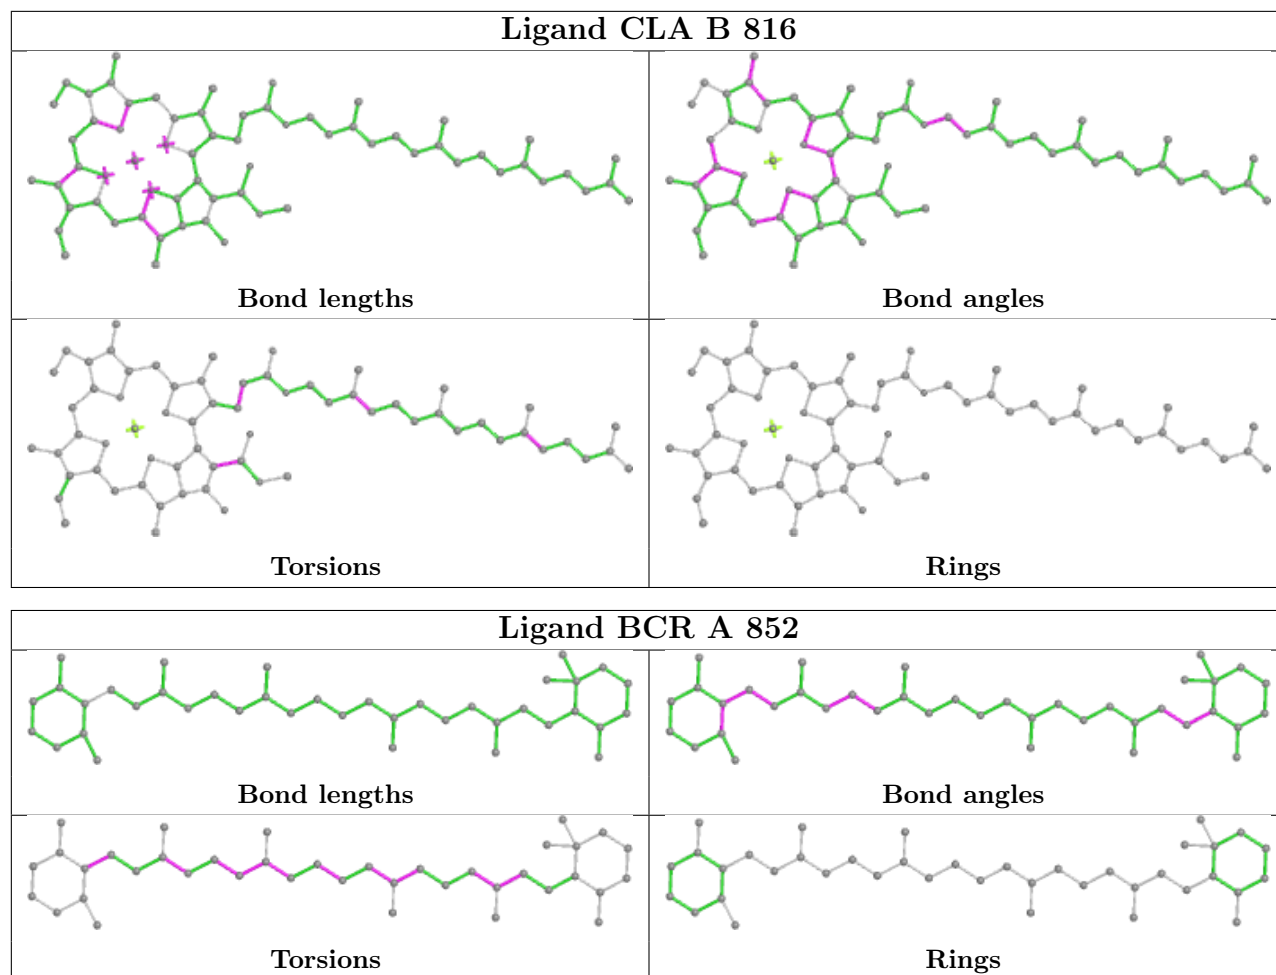 Ligand CLA B 816
Bond lengths
Bond angles
Torsions
Rings
Ligand BCR A 852
Bond lengths
Bond angles
Torsions
Rings